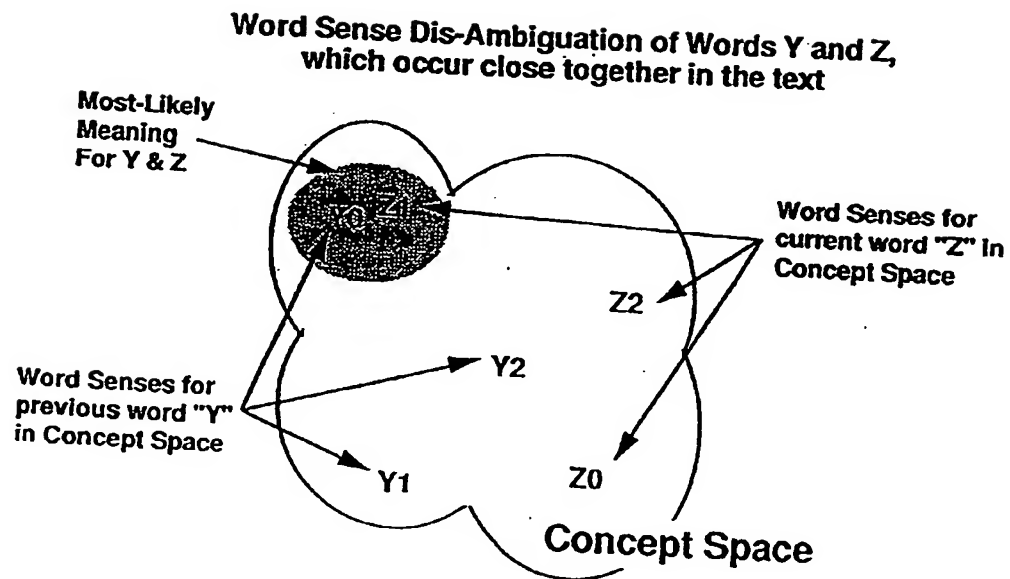 Word Sense Dis-Ambiguation of Words Y and Z,
which occur close together in the text
Most-Likely
Meaning
For Y & Z
Y0 Z1
Word Senses for
current word "Z" in
Concept Space
Z2
Y2
Word Senses for
previous word "Y"
in Concept Space
Y1
Z0
Concept Space